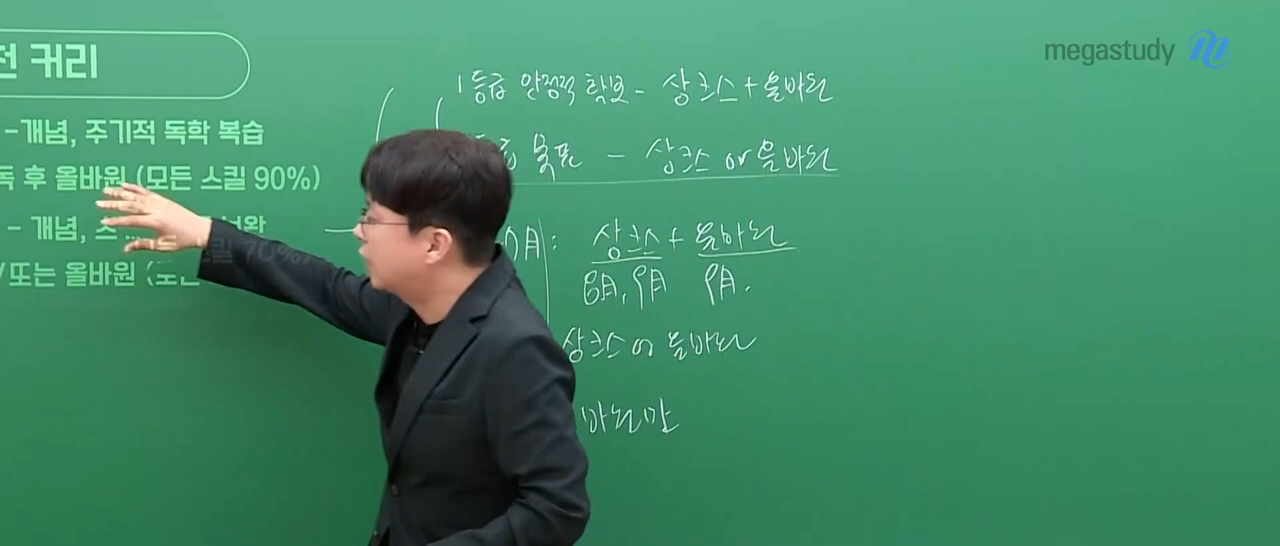 megastudy
커리
-개념, 주기적 독학 복습
독 후 올바원 (모든 스킬 90%)
- 개념,
/또는 올바원
1등급 안정적 확보 - 상크스 + 올바원
목표 - 상크스 or 올바원
상크스 + 올바원
6月, 9月 9月.
상크스 or 올바원
바원만